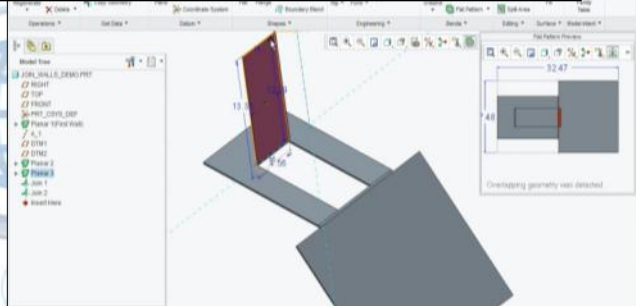 Delete
Coordinate System
Boundary Blend
Flat Pattern
Split Area
Operations
Get Data
Datum
Shapes
Engineering
Bends
Editing
Surface
Model Intent
Model Tree
JOIN_WALLS_DEMO.PRT
RIGHT
TOP
FRONT
PRT_CSYS_DEF
Planar 1(First Wall)
A_1
DTM1
DTM2
Planar 2
Planar 3
Join 1
Join 2
Insert Here
Flat Pattern Preview
32.47
Overlapping geometry was detected.